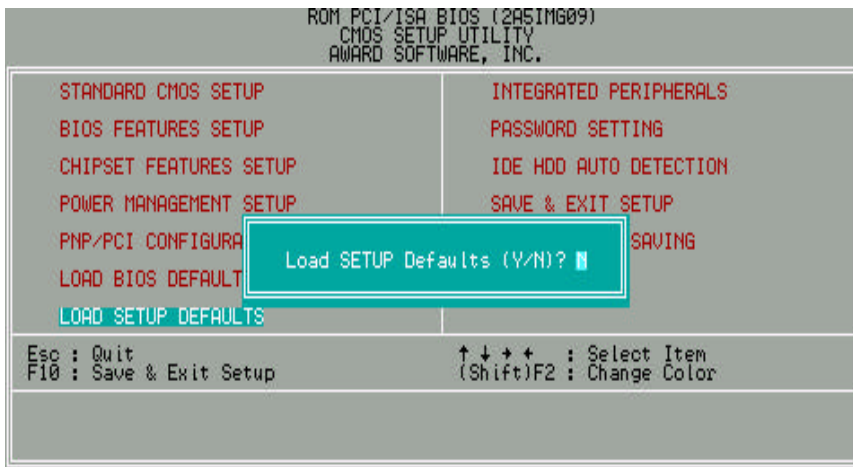 ROM PCI/ISA BIOS (2A5IMG09)
CMOS SETUP UTILITY
AWARD SOFTWARE, INC.
STANDARD CMOS SETUP
BIOS FEATURES SETUP
CHIPSET FEATURES SETUP
POWER MANAGEMENT SETUP
PNP/PCI CONFIGURA
LOAD BIOS DEFAULT
LOAD SETUP DEFAULTS
INTEGRATED PERIPHERALS
PASSWORD SETTING
IDE HDD AUTO DETECTION
SAVE & EXIT SETUP
SAVING
Load SETUP Defaults (Y/N)? N
Esc : Quit
F10 : Save & Exit Setup
↑ ↓ → ← : Select Item
(Shift)F2 : Change Color